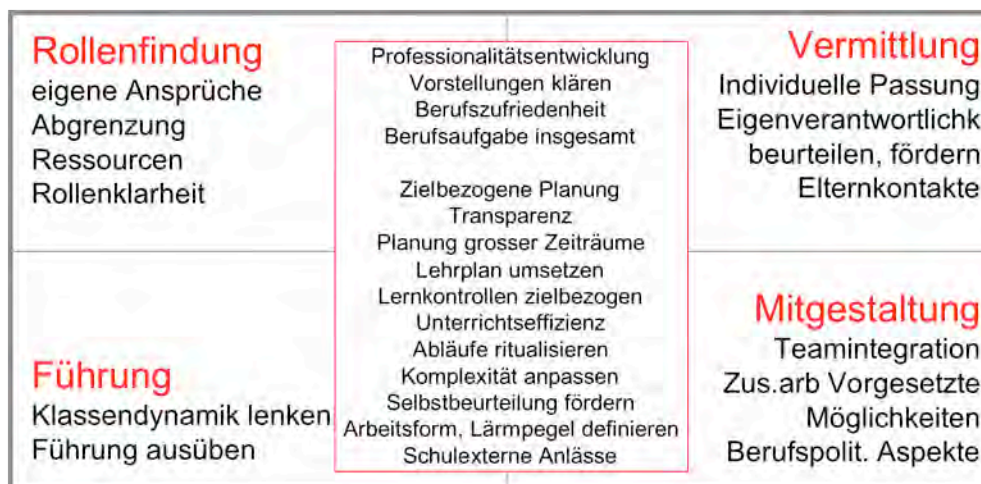 Rollenfindung
eigene Ansprüche
Abgrenzung
Ressourcen
Rollenklarheit
Professionalitätsentwicklung
Vorstellungen klären
Berufszufriedenheit
Berufsaufgabe insgesamt
Zielbezogene Planung
Transparenz
Planung grosser Zeiträume
Lehrplan umsetzen
Lernkontrollen zielbezogen
Unterrichtseffizienz
Abläufe ritualisieren
Komplexität anpassen
Selbstbeurteilung fördern
Arbeitsform, Lärmpegel definieren
Schulexterne Anlässe
Vermittlung
Individuelle Passung
Eigenverantwortlichk
beurteilen, fördern
Elternkontakte
Führung
Klassendynamik lenken
Führung ausüben
Mitgestaltung
Teamintegration
Zus.arb Vorgesetzte
Möglichkeiten
Berufspolit. Aspekte